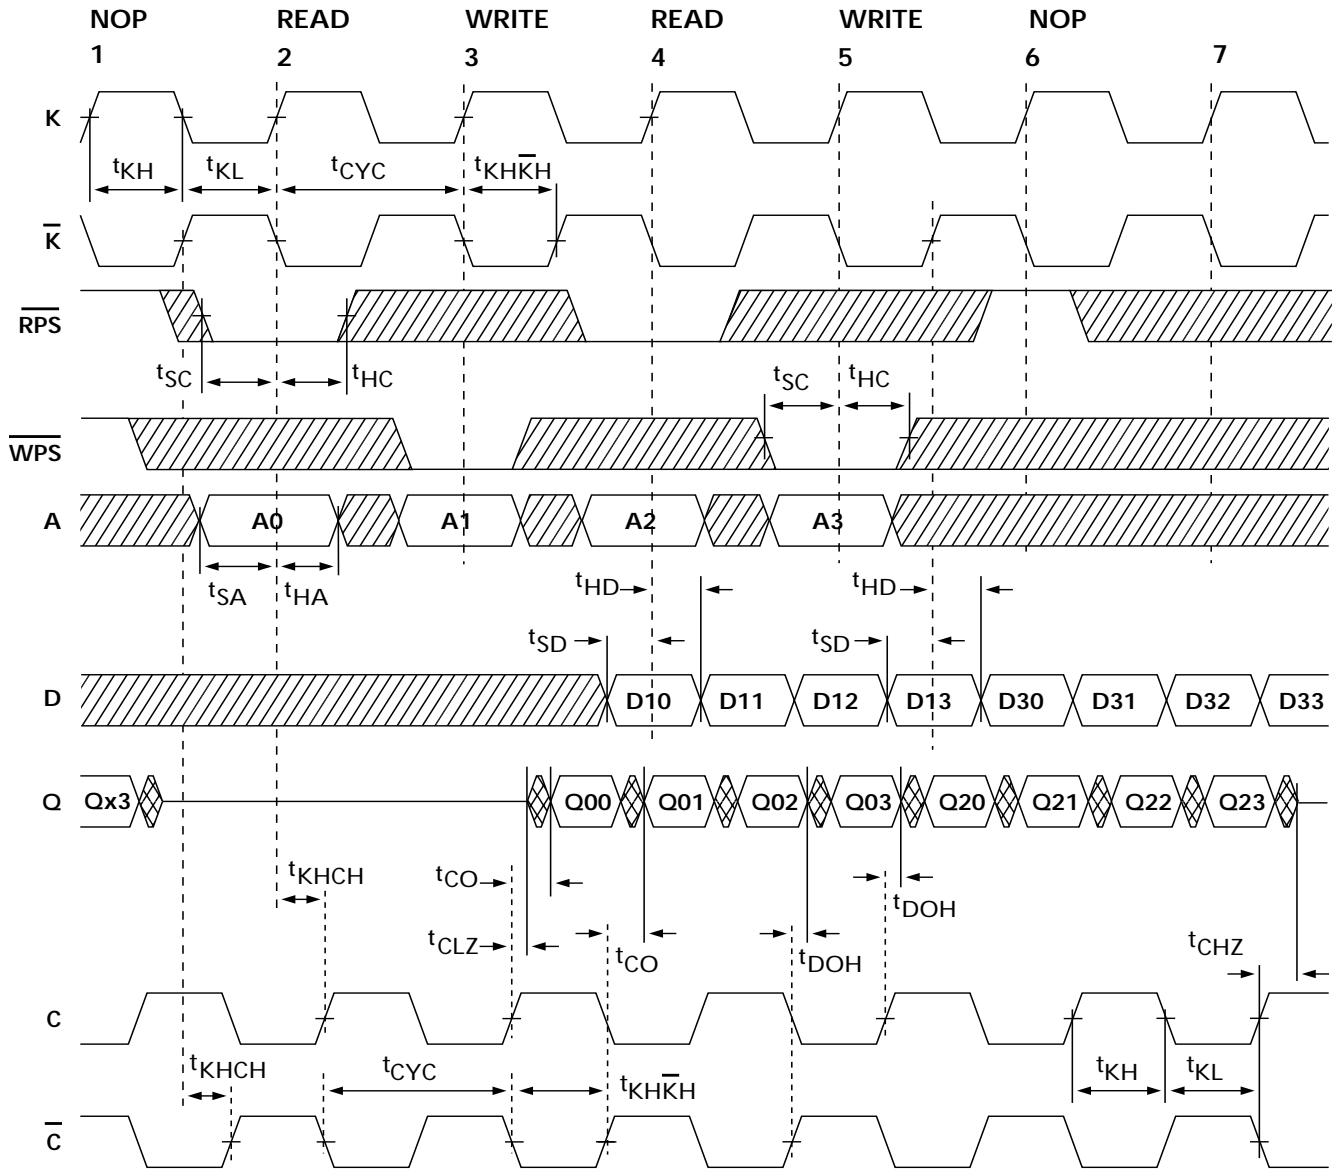 NOP READ WRITE READ WRITE NOP
1 2 3 4 5 6 7
K
tKH tKL tCYC tKHK̅H
K̅
R̅P̅S̅
tSC tHC tSC tHC
W̅P̅S̅
A A0 A1 A2 A3
tSA tHA tHD tHD
tSD tSD
D D10 D11 D12 D13 D30 D31 D32 D33
Q Qx3 Q00 Q01 Q02 Q03 Q20 Q21 Q22 Q23
tKHCH tCO tDOH
tCLZ tCO tDOH tCHZ
C
tKHCH tCYC tKHK̅H tKH tKL
C̅